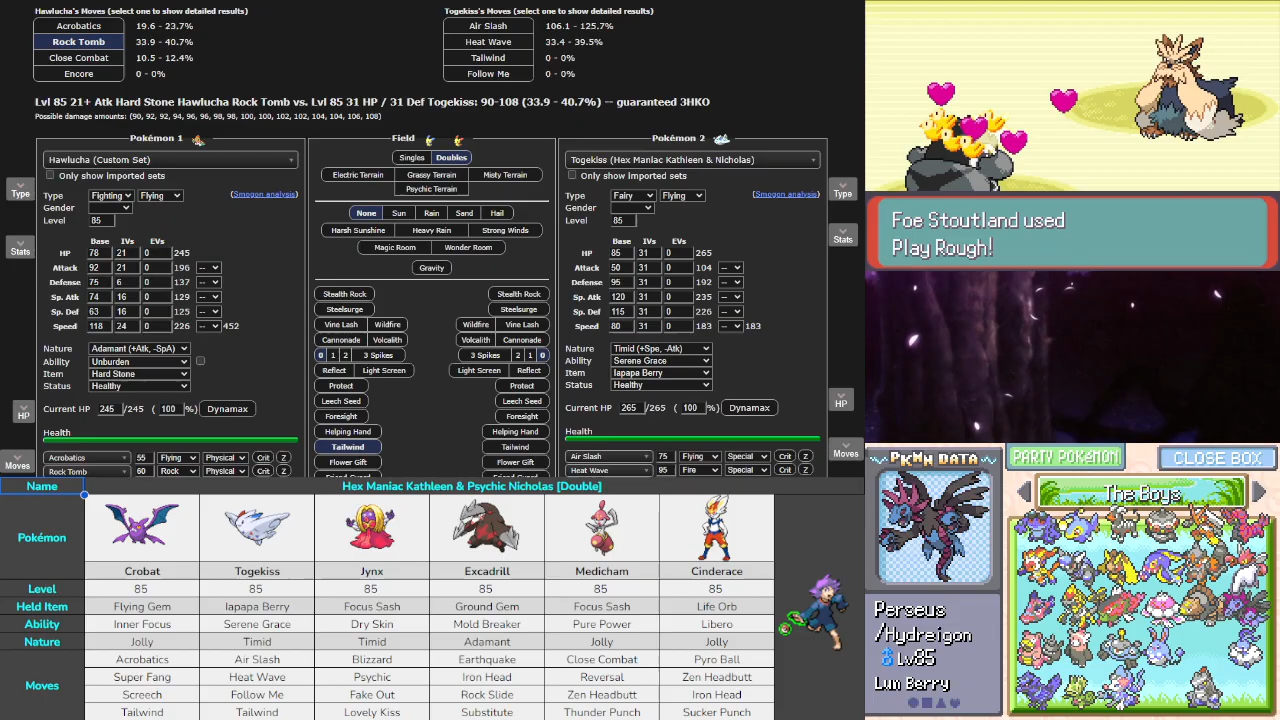 Hawlucha's Moves (select one to show detailed results)
Acrobatics 19.6 - 23.7%
Rock Tomb 33.9 - 40.7%
Close Combat 10.5 - 12.4%
Encore 0 - 0%
Togekiss's Moves (select one to show detailed results)
Air Slash 106.1 - 125.7%
Heat Wave 33.4 - 39.5%
Tailwind 0 - 0%
Follow Me 0 - 0%
Lvl 85 21+ Atk Hard Stone Hawlucha Rock Tomb vs. Lvl 85 31 HP / 31 Def Togekiss: 90-108 (33.9 - 40.7%) -- guaranteed 3HKO
Possible damage amounts: (90, 92, 92, 94, 96, 96, 98, 98, 100, 100, 102, 102, 104, 104, 106, 108)
Pokémon 1
Hawlucha (Custom Set)
Only show Imported sets
Type Fighting Flying (Smogon analysis)
Gender
Level 85
Base IVs EVs
HP 78 21 0 245
Attack 92 21 0 196 --
Defense 75 6 0 137 --
Sp. Atk 74 16 0 129 --
Sp. Def 63 16 0 125 --
Speed 118 24 0 226 -- 452
Nature Adamant (+Atk, -SpA)
Ability Unburden
Item Hard Stone
Status Healthy
Current HP 245 /245 ( 100 %) Dynamax
Health
Acrobatics 55 Flying Physical Crit Z
Rock Tomb 60 Rock Physical Crit Z
Type
Stats
HP
Moves
Field
Singles Doubles
Electric Terrain Grassy Terrain Misty Terrain
Psychic Terrain
None Sun Rain Sand Hail
Harsh Sunshine Heavy Rain Strong Winds
Magic Room Wonder Room
Gravity
Stealth Rock Stealth Rock
Steelsurge Steelsurge
Vine Lash Wildfire Wildfire Vine Lash
Cannonade Volcalith Volcalith Cannonade
0 1 2 3 Spikes 3 Spikes 2 1 0
Reflect Light Screen Light Screen Reflect
Protect Protect
Leech Seed Leech Seed
Foresight Foresight
Helping Hand Helping Hand
Tailwind Tailwind
Flower Gift Flower Gift
Pokémon 2
Togekiss (Hex Maniac Kathleen & Nicholas)
Only show Imported sets
Type Fairy Flying (Smogon analysis)
Gender
Level 85
Base IVs EVs
HP 85 31 0 265
Attack 50 31 0 104 --
Defense 95 31 0 192 --
Sp. Atk 120 31 0 235 --
Sp. Def 115 31 0 226 --
Speed 80 31 0 183 -- 183
Nature Timid (+Spe, -Atk)
Ability Serene Grace
Item Iapapa Berry
Status Healthy
Current HP 265 /265 ( 100 %) Dynamax
Health
Air Slash 75 Flying Special Crit Z
Heat Wave 95 Fire Special Crit Z
Type
Stats
HP
Moves
Foe Stoutland used
Play Rough!
Name Hex Maniac Kathleen & Psychic Nicholas [Double]
Pokémon Crobat Togekiss Jynx Excadrill Medicham Cinderace
Level 85 85 85 85 85 85
Held Item Flying Gem Iapapa Berry Focus Sash Ground Gem Focus Sash Life Orb
Ability Inner Focus Serene Grace Dry Skin Mold Breaker Pure Power Libero
Nature Jolly Timid Timid Adamant Jolly Jolly
Moves Acrobatics Air Slash Blizzard Earthquake Close Combat Pyro Ball
Super Fang Heat Wave Psychic Iron Head Reversal Zen Headbutt
Screech Follow Me Fake Out Rock Slide Zen Headbutt Iron Head
Tailwind Tailwind Lovely Kiss Substitute Thunder Punch Sucker Punch
PKMN DATA
PARTY POKéMON
CLOSE BOX
The Boys
Perseus
/Hydreigon
♂Lv85
Lum Berry